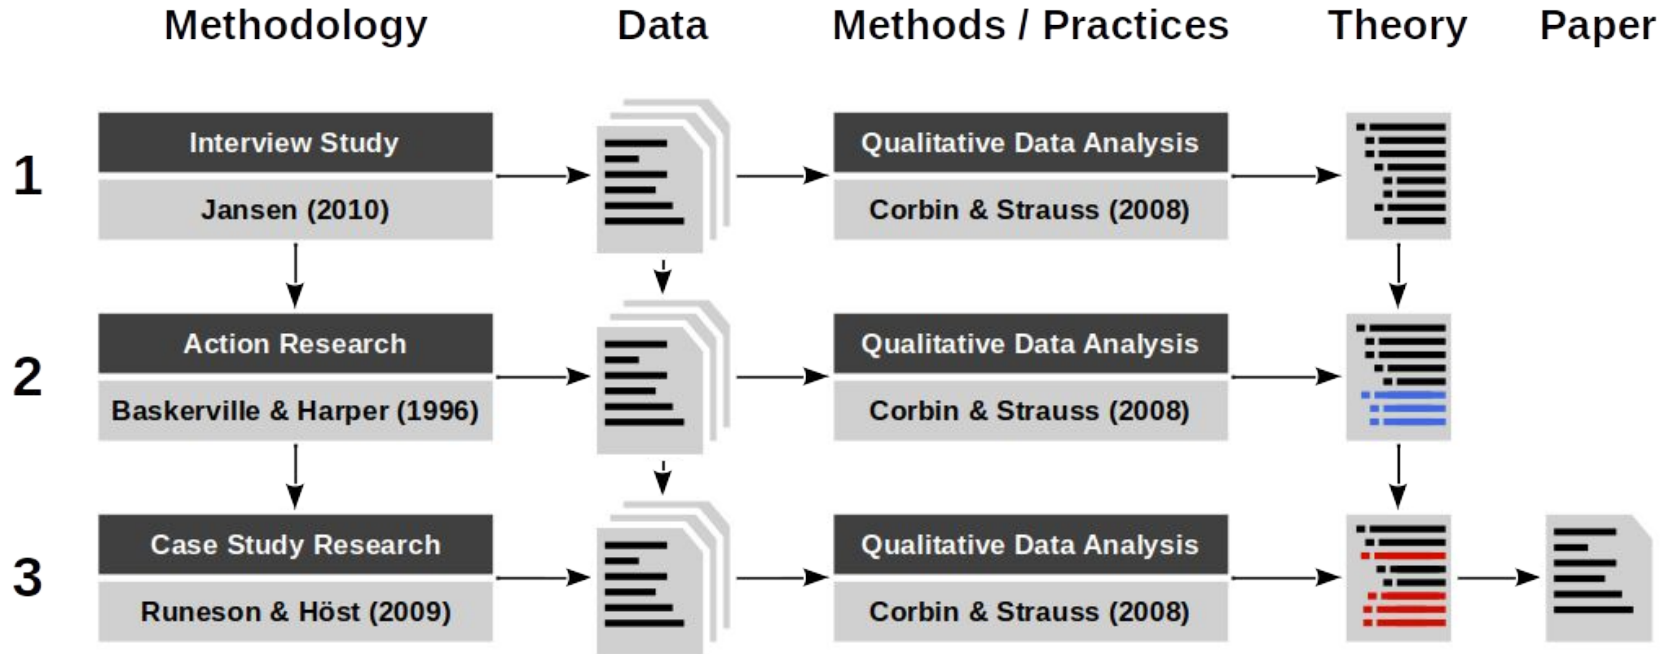 Methodology Data Methods / Practices Theory Paper
1
Interview Study
Jansen (2010)
Qualitative Data Analysis
Corbin & Strauss (2008)
2
Action Research
Baskerville & Harper (1996)
Qualitative Data Analysis
Corbin & Strauss (2008)
3
Case Study Research
Runeson & Höst (2009)
Qualitative Data Analysis
Corbin & Strauss (2008)